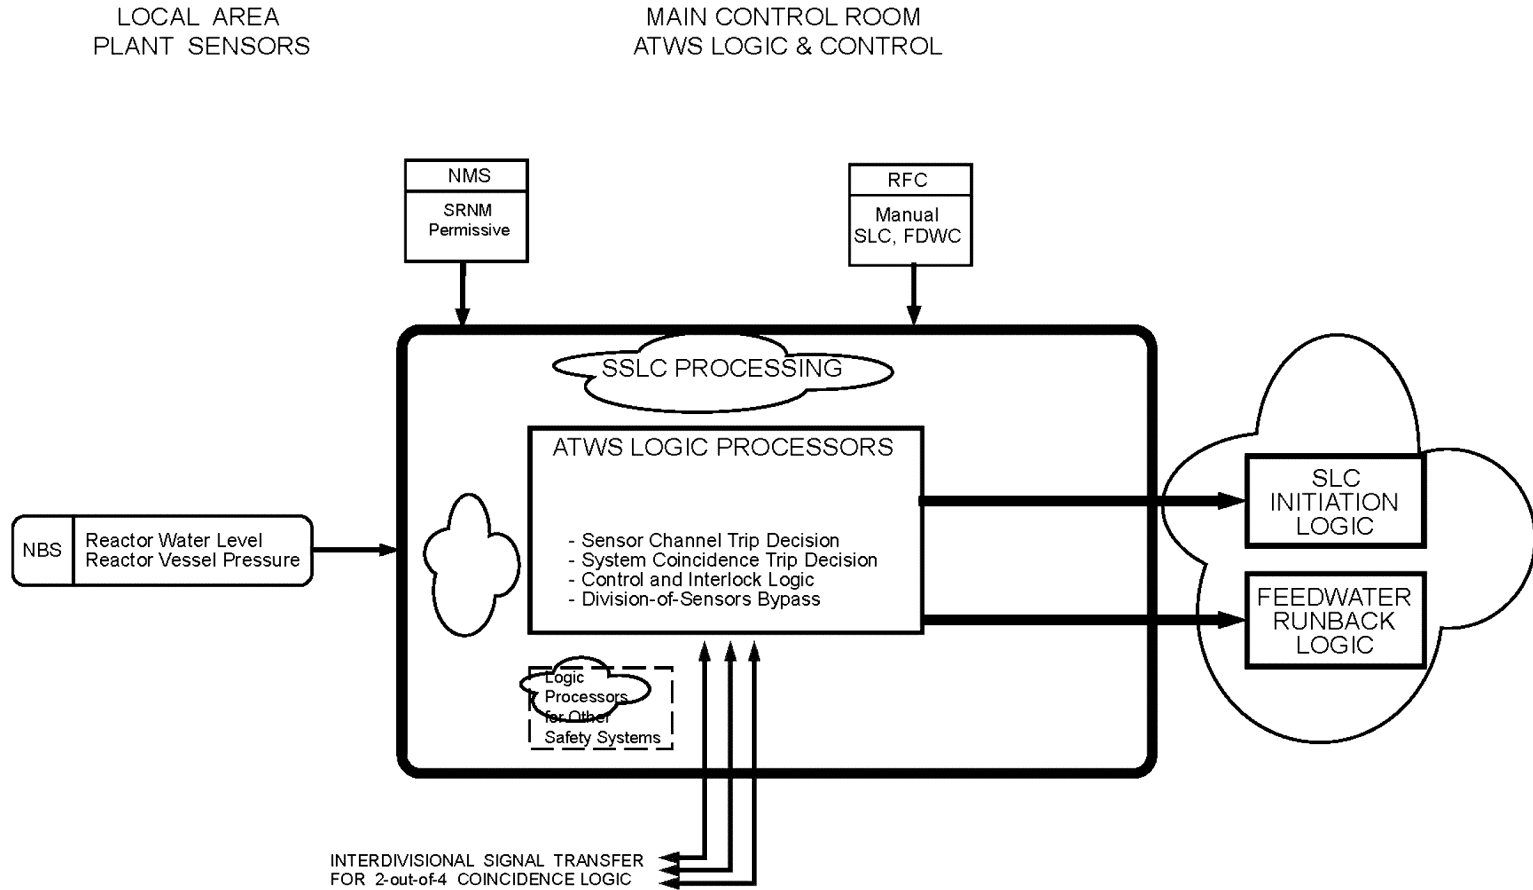 LOCAL AREA
PLANT SENSORS
MAIN CONTROL ROOM
ATWS LOGIC & CONTROL
NMS
SRNM
Permissive
RFC
Manual
SLC, FDWC
SSLC PROCESSING
ATWS LOGIC PROCESSORS
- Sensor Channel Trip Decision
- System Coincidence Trip Decision
- Control and Interlock Logic
- Division-of-Sensors Bypass
NBS
Reactor Water Level
Reactor Vessel Pressure
SLC
INITIATION
LOGIC
FEEDWATER
RUNBACK
LOGIC
Logic
Processors
for Other
Safety Systems
INTERDIVISIONAL SIGNAL TRANSFER
FOR 2-out-of-4 COINCIDENCE LOGIC